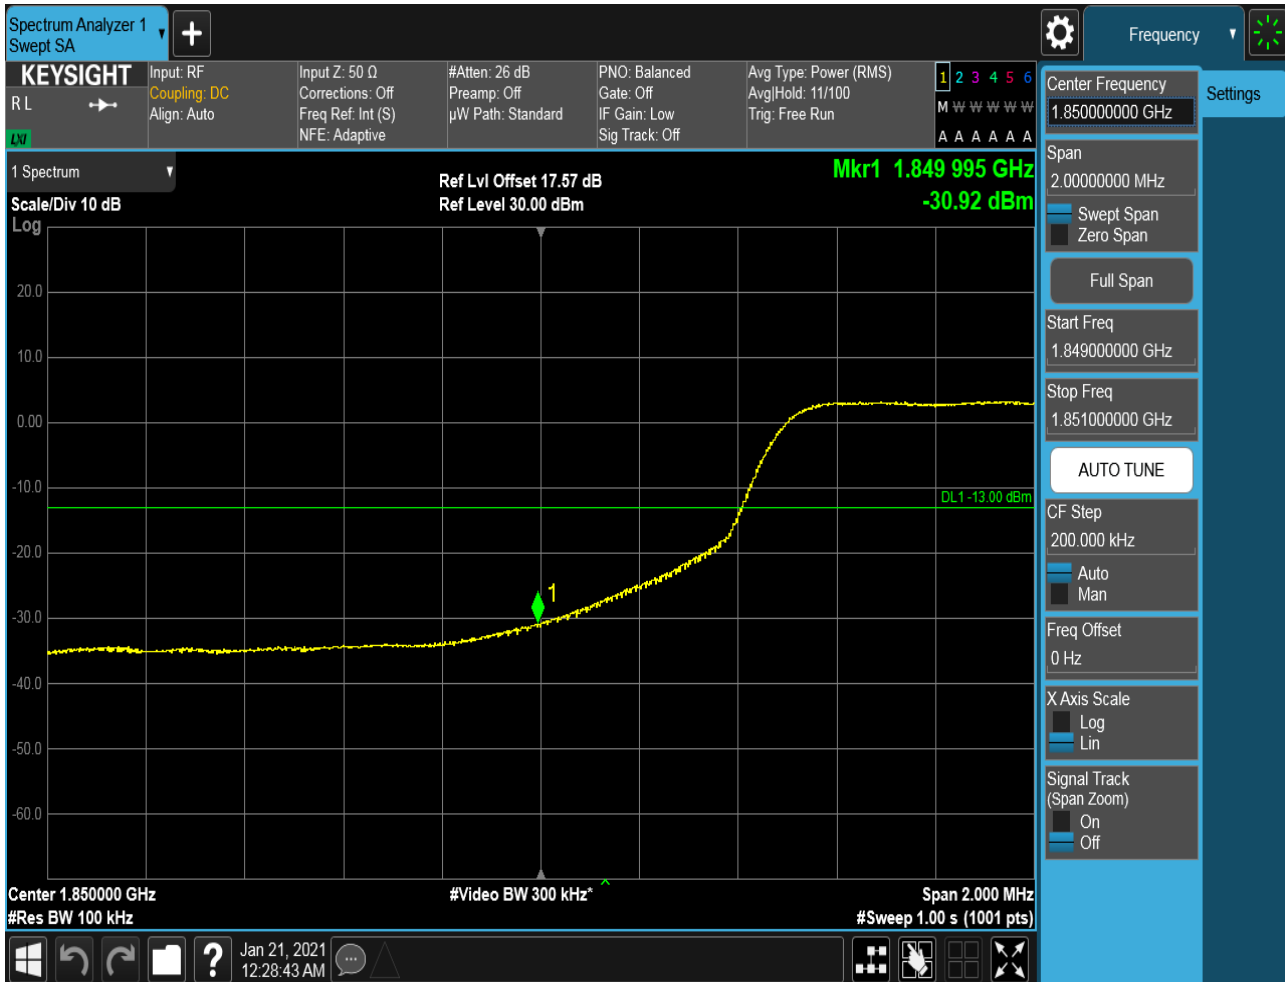 Spectrum Analyzer 1
Swept SA
Frequency
KEYSIGHT
R L
LXI
Input: RF
Coupling: DC
Align: Auto
Input Z: 50 Ω
Corrections: Off
Freq Ref: Int (S)
NFE: Adaptive
#Atten: 26 dB
Preamp: Off
µW Path: Standard
PNO: Balanced
Gate: Off
IF Gain: Low
Sig Track: Off
Avg Type: Power (RMS)
Avg|Hold: 11/100
Trig: Free Run
1 2 3 4 5 6
M W W W W W
A A A A A A
1 Spectrum
Scale/Div 10 dB
Log
Ref Lvl Offset 17.57 dB
Ref Level 30.00 dBm
Mkr1 1.849 995 GHz
-30.92 dBm
20.0
10.0
0.00
-10.0
-20.0
-30.0
-40.0
-50.0
-60.0
DL1 -13.00 dBm
1
Center 1.850000 GHz
#Res BW 100 kHz
#Video BW 300 kHz*
Span 2.000 MHz
#Sweep 1.00 s (1001 pts)
Center Frequency
1.850000000 GHz
Settings
Span
2.00000000 MHz
Swept Span
Zero Span
Full Span
Start Freq
1.849000000 GHz
Stop Freq
1.851000000 GHz
AUTO TUNE
CF Step
200.000 kHz
Auto
Man
Freq Offset
0 Hz
X Axis Scale
Log
Lin
Signal Track
(Span Zoom)
On
Off
?
Jan 21, 2021
12:28:43 AM